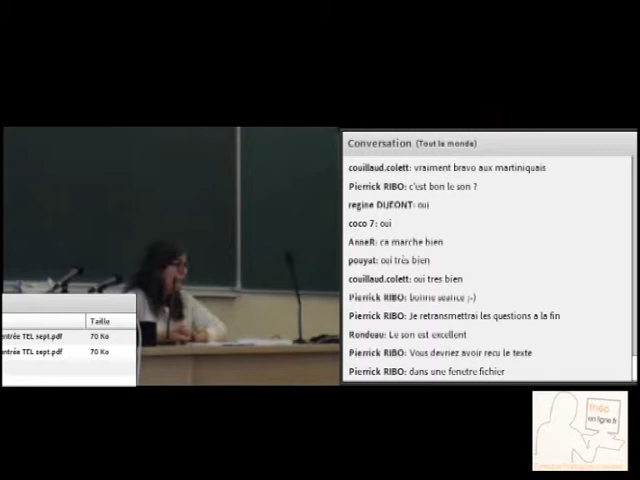 Conversation (Tout le monde)
couillaud.colett: vraiment bravo aux martiniquais
Pierrick RIBO: c'est bon le son ?
regine DUFONT: oui
coco 7: oui
AnneR: ca marche bien
pouyat: oui très bien
couillaud.colett: oui tres bien
Pierrick RIBO: bonne seance ;-)
Pierrick RIBO: Je retransmettrai les questions a la fin
Rondeau: Le son est excellent
Pierrick RIBO: Vous devriez avoir recu le texte
Pierrick RIBO: dans une fenetre fichier
Taille
entrée TEL sept.pdf 70 Ko
entrée TEL sept.pdf 70 Ko
théo
en ligne.fr